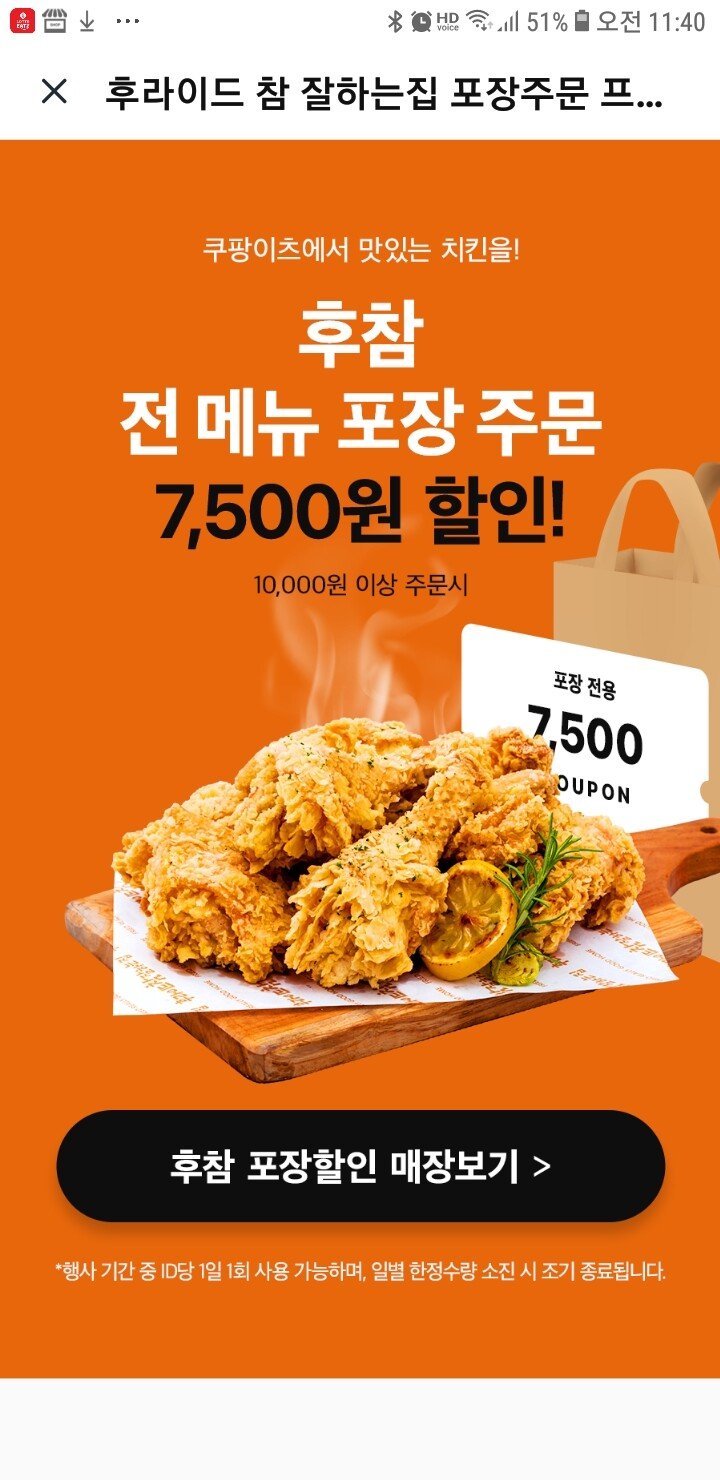 HD voice 51% 오전 11:40
후라이드 참 잘하는집 포장주문 프...
쿠팡이츠에서 맛있는 치킨을!
후참
전 메뉴 포장 주문
7,500원 할인!
10,000원 이상 주문시
포장 전용
7,500
OUPON
후참 포장할인 매장보기 >
*행사 기간 중 ID당 1일 1회 사용 가능하며, 일별 한정수량 소진 시 조기 종료됩니다.